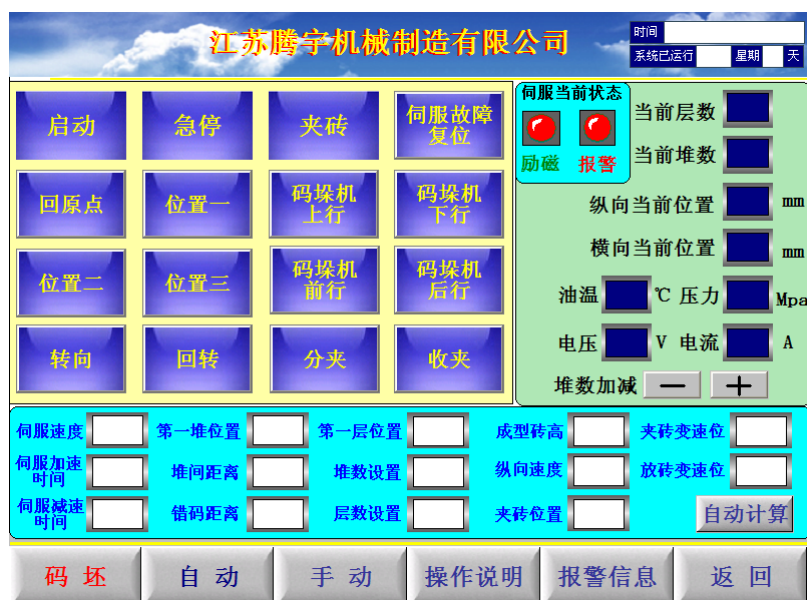 江苏腾宇机械制造有限公司
时间
系统已运行 星期 天
启动 急停 夹砖 伺服故障
复位
回原点 位置一 码垛机
上行 码垛机
下行
位置二 位置三 码垛机
前行 码垛机
后行
转向 回转 分夹 收夹
伺服当前状态
励磁 报警
当前层数
当前堆数
纵向当前位置 mm
横向当前位置 mm
油温 ℃ 压力 Mpa
电压 V 电流 A
堆数加减 — +
伺服速度 第一堆位置 第一层位置 成型砖高 夹砖变速位
伺服加速
时间 堆间距离 堆数设置 纵向速度 放砖变速位
伺服减速
时间 错码距离 层数设置 夹砖位置 自动计算
码 坯 自 动 手 动 操作说明 报警信息 返 回